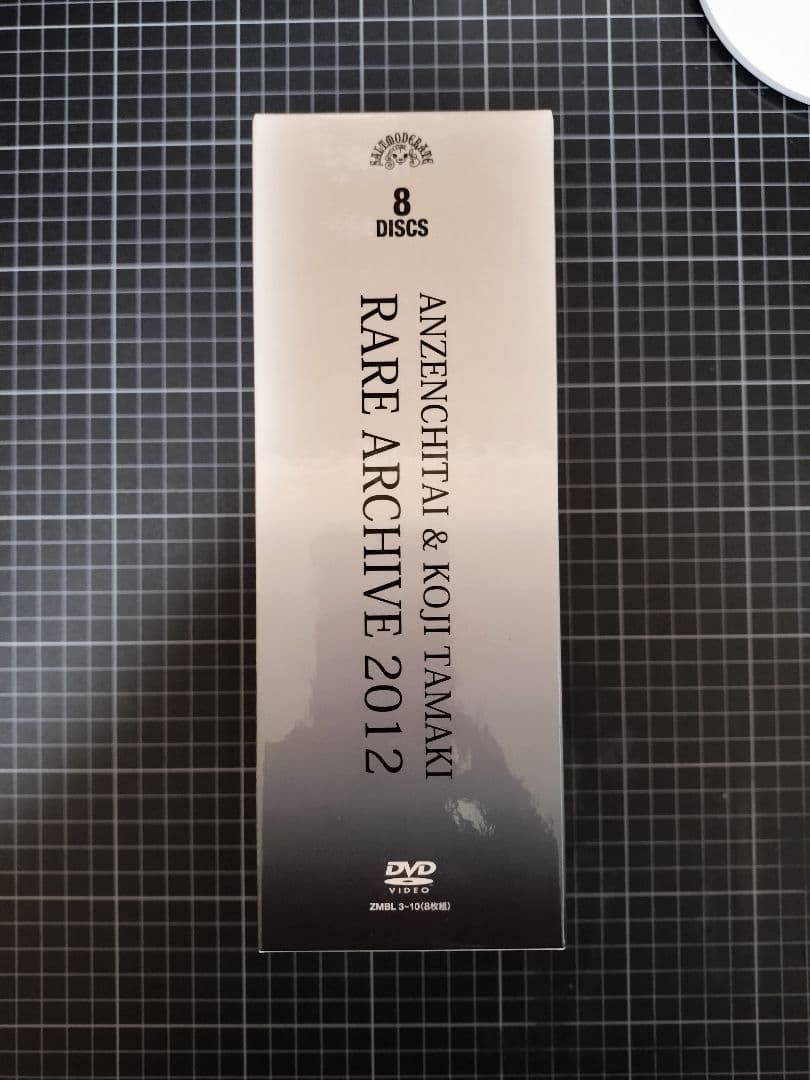 SALTMODERATE
8
DISCS
ANZENCHITAI & KOJI TAMAKI
RARE ARCHIVE 2012
DVD
VIDEO
ZMBL 3~10(8枚組)